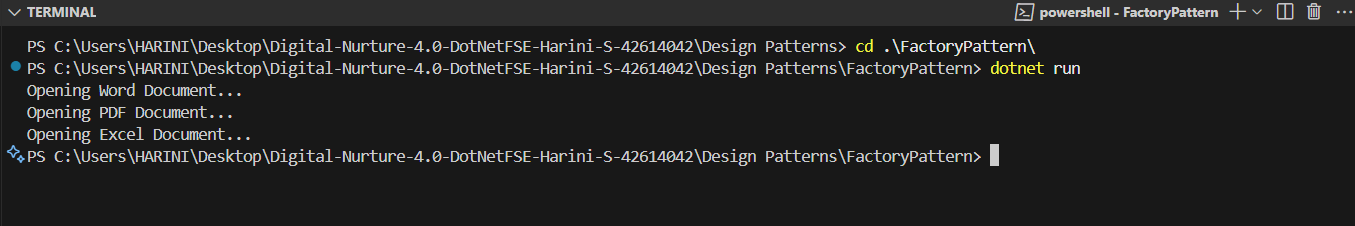 TERMINAL powershell - FactoryPattern
PS C:\Users\HARINI\Desktop\Digital-Nurture-4.0-DotNetFSE-Harini-S-42614042\Design Patterns> cd .\FactoryPattern\
PS C:\Users\HARINI\Desktop\Digital-Nurture-4.0-DotNetFSE-Harini-S-42614042\Design Patterns\FactoryPattern> dotnet run
Opening Word Document...
Opening PDF Document...
Opening Excel Document...
PS C:\Users\HARINI\Desktop\Digital-Nurture-4.0-DotNetFSE-Harini-S-42614042\Design Patterns\FactoryPattern>